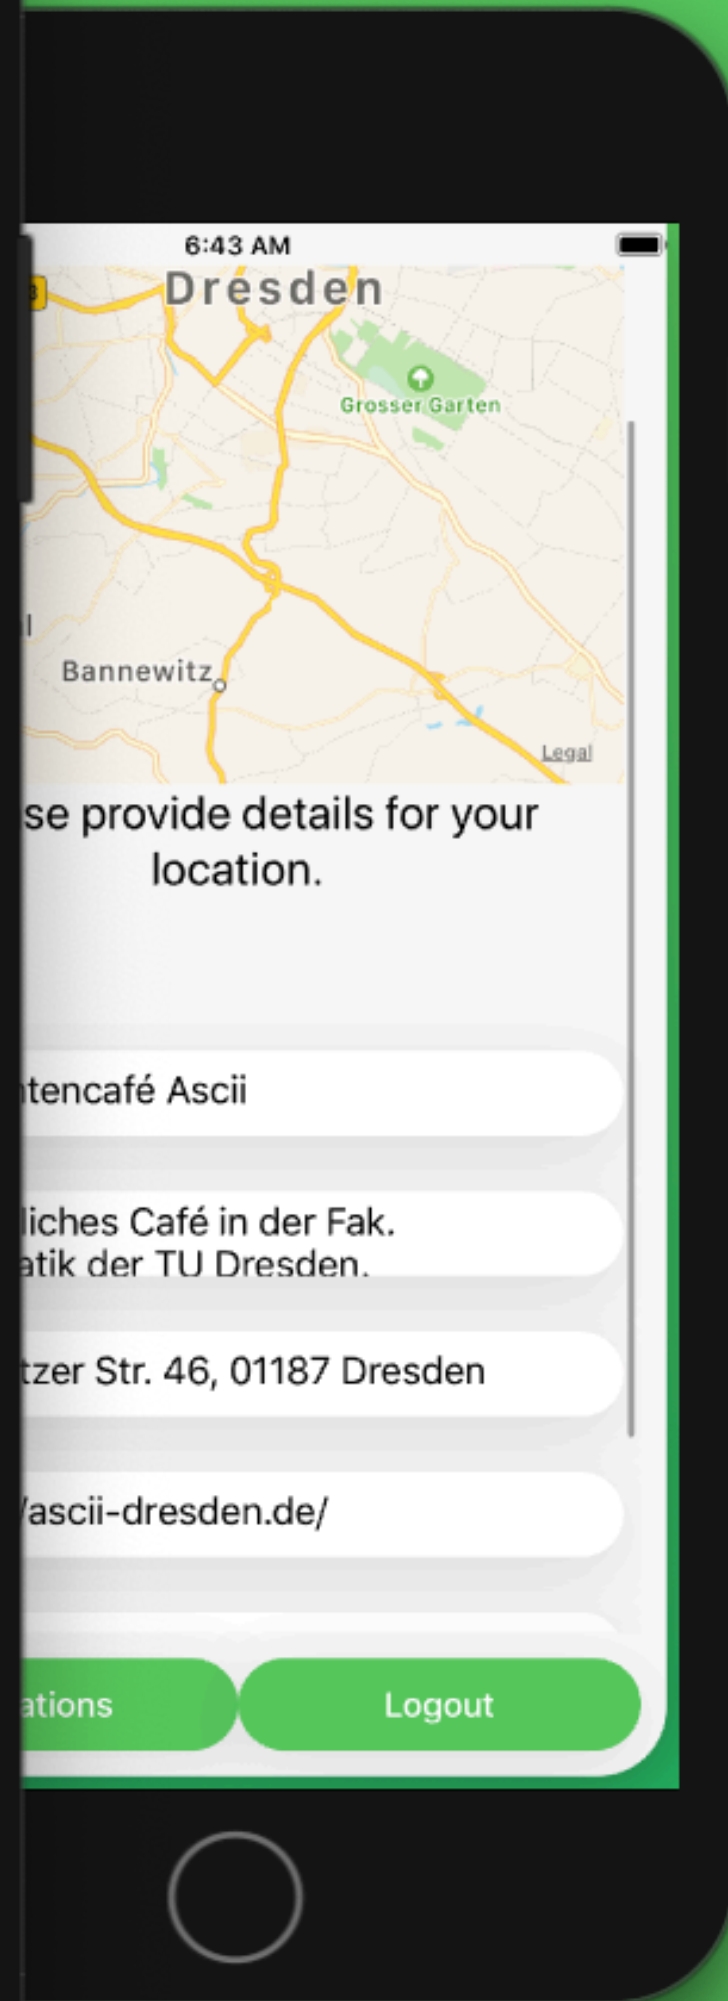 6:43 AM
Dresden
Grosser Garten
Bannewitz
Legal
se provide details for your
location.
ntencafé Ascii
liches Café in der Fak.
atik der TU Dresden.
tzer Str. 46, 01187 Dresden
/ascii-dresden.de/
ations
Logout